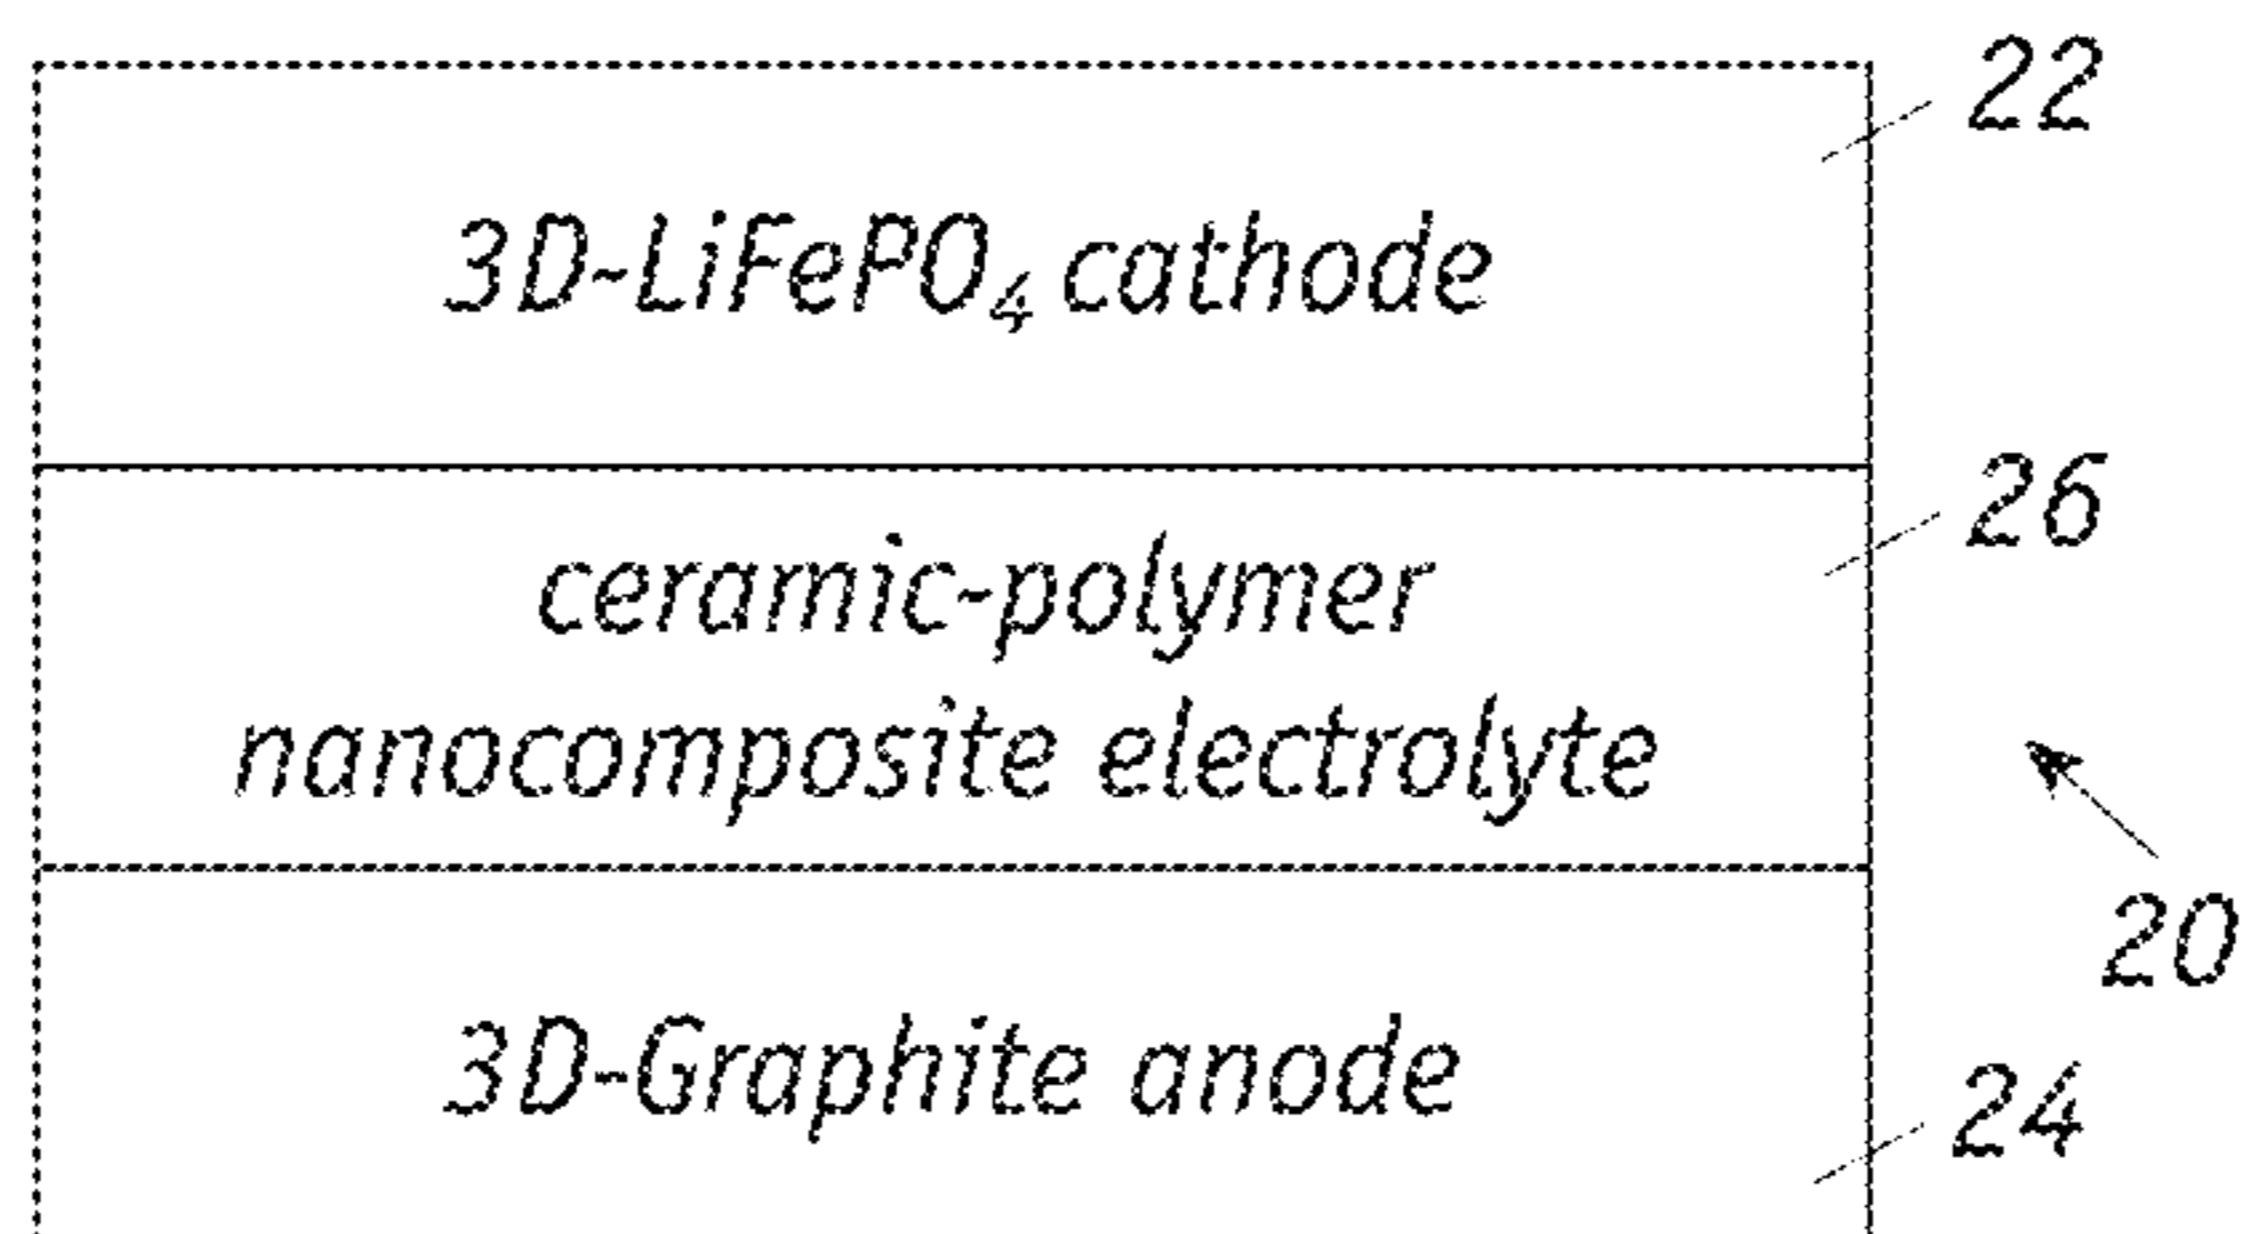 22
3D-LiFePO₄ cathode
26
ceramic-polymer
nanocomposite electrolyte
20
3D-Graphite anode
24